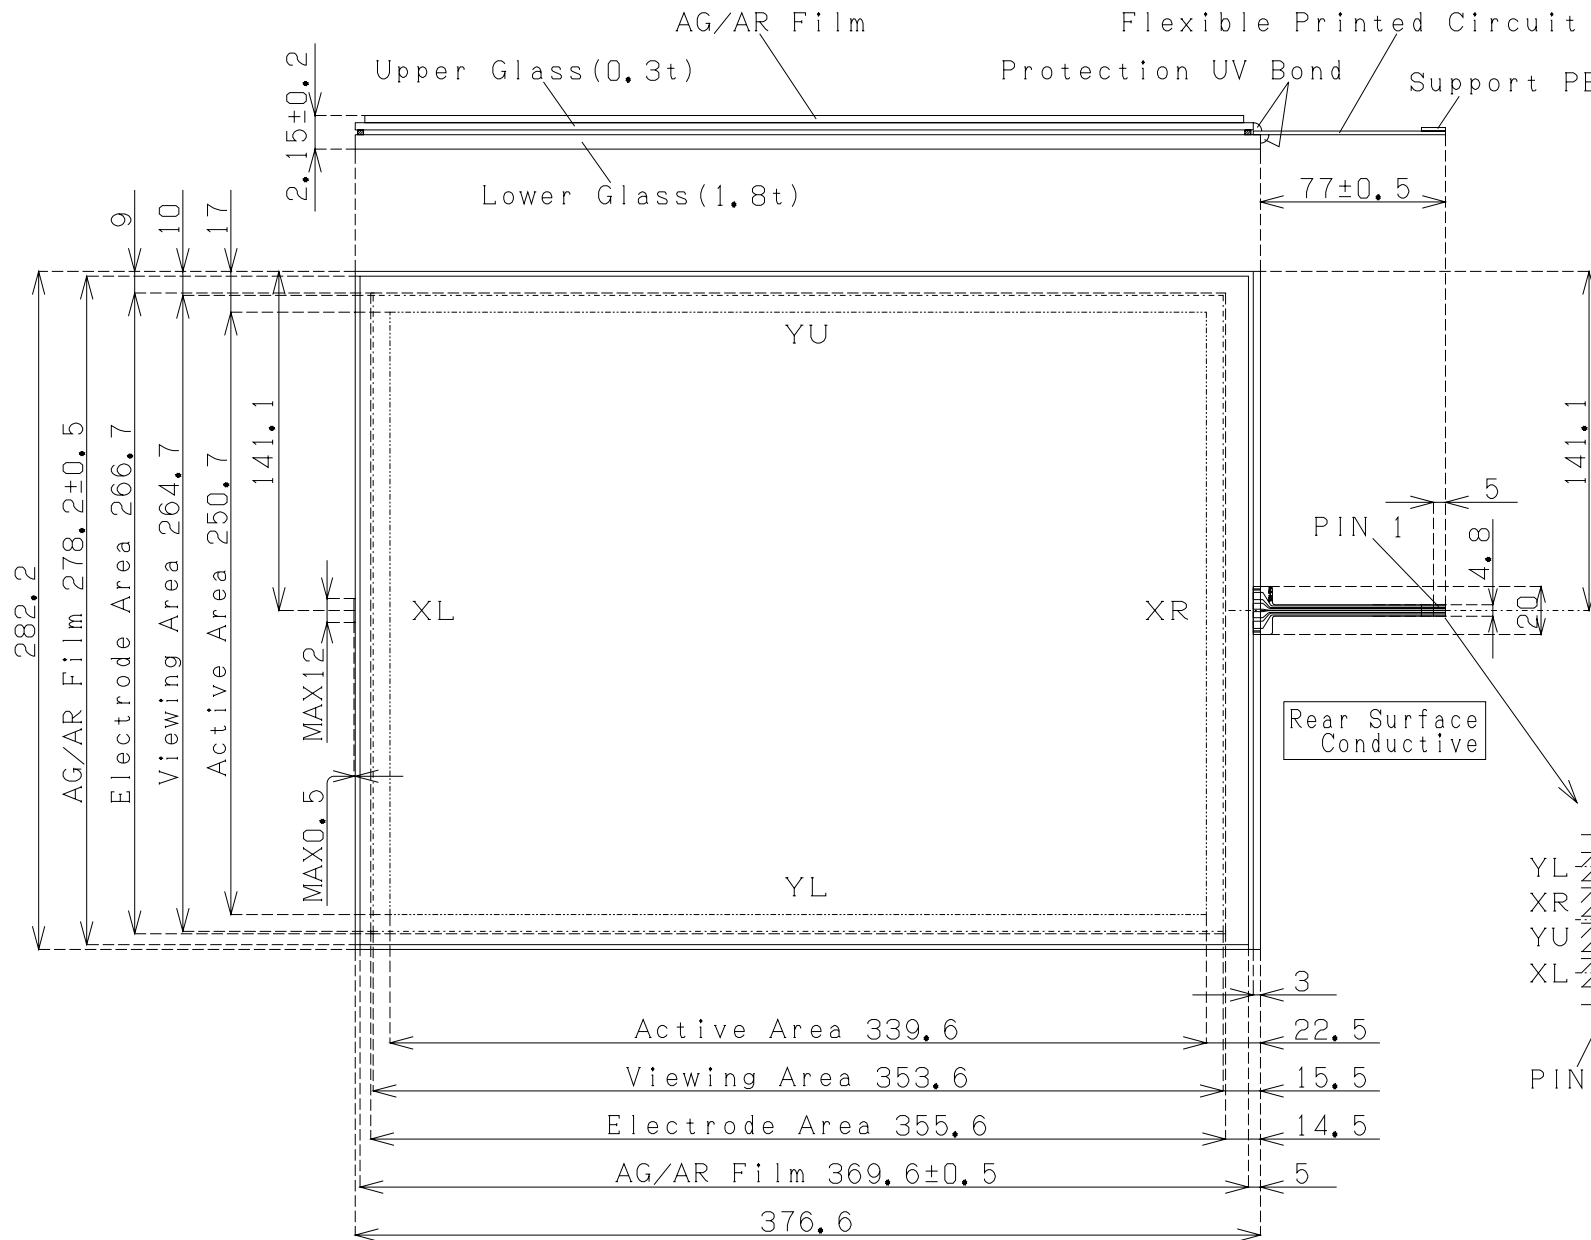 AG/AR Film
Flexible Printed Circuit
Upper Glass(0.3t)
Protection UV Bond
Support
2.15±0.2
Lower Glass(1.8t)
77±0.5
9
10
17
YU
141.1
141.1
282.2
AG/AR Film 278.2±0.5
Electrode Area 266.7
Viewing Area 264.7
Active Area 250.7
5
PIN 1
4.8
20
XL
XR
MAX12
Rear Surface
Conductive
MAX0.5
YL
YL
XR
YU
XL
3
Active Area 339.6
22.5
Viewing Area 353.6
15.5
PIN
Electrode Area 355.6
14.5
AG/AR Film 369.6±0.5
5
376.6